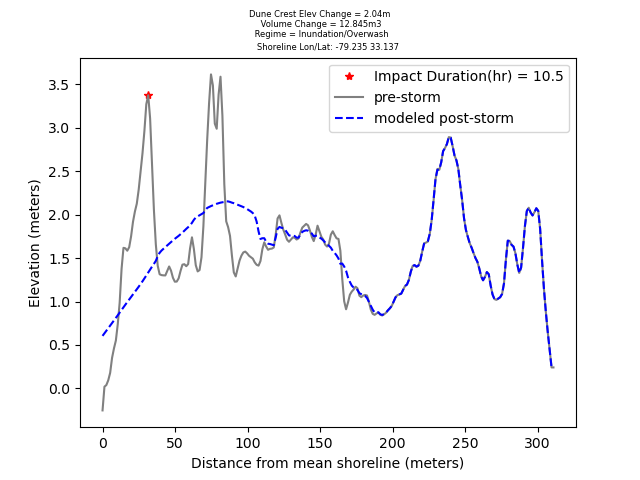 Dune Crest Elev Change = 2.04m
Volume Change = 12.845m3
Regime = Inundation/Overwash
Shoreline Lon/Lat: -79.235 33.137
Impact Duration(hr) = 10.5
pre-storm
modeled post-storm
3.5
3.0
2.5
2.0
1.5
1.0
0.5
0.0
Elevation (meters)
0 50 100 150 200 250 300
Distance from mean shoreline (meters)